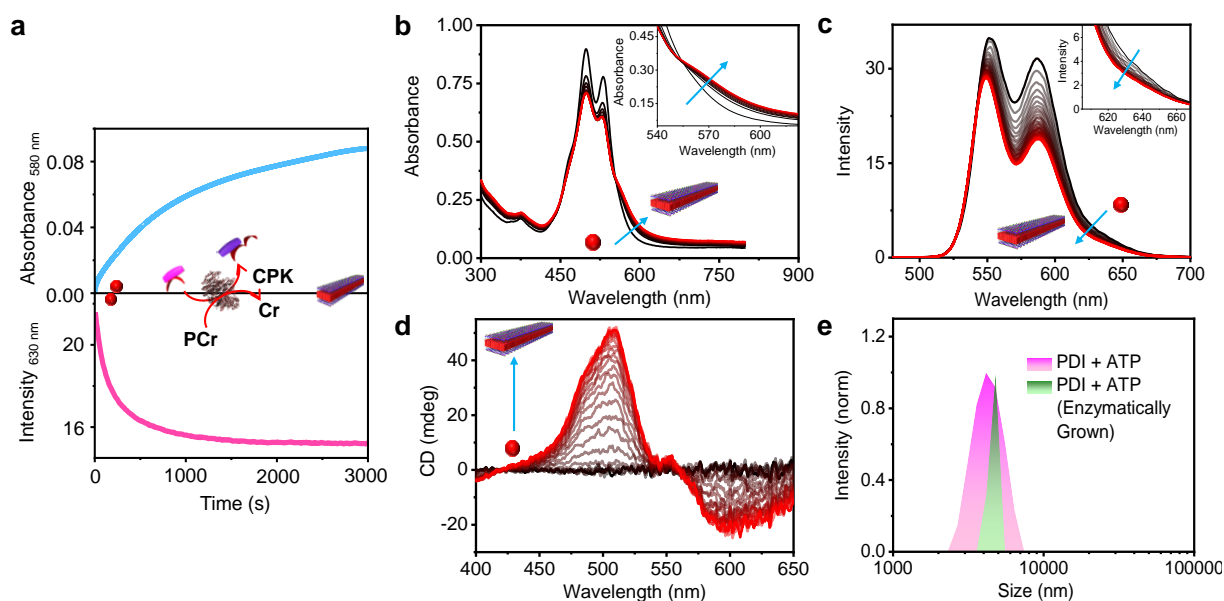 a
Absorbance 580 nm
0.08
0.04
0.00
CPK
Cr
PCr
Intensity 630 nm
20
16
0
1000
2000
3000
Time (s)
b
Absorbance
1.00
0.75
0.50
0.25
0.00
300
450
600
750
900
Wavelength (nm)
Absorbance
0.45
0.30
0.15
540
570
600
Wavelength (nm)
c
Intensity
30
15
0
500
550
600
650
700
Wavelength (nm)
Intensity
6
4
2
0
620
640
660
Wavelength (nm)
d
CD (mdeg)
40
20
0
-20
400
450
500
550
600
650
Wavelength (nm)
e
Intensity (norm)
1.2
0.8
0.4
0.0
1000
10000
100000
Size (nm)
PDI + ATP
PDI + ATP
(Enzymatically
Grown)